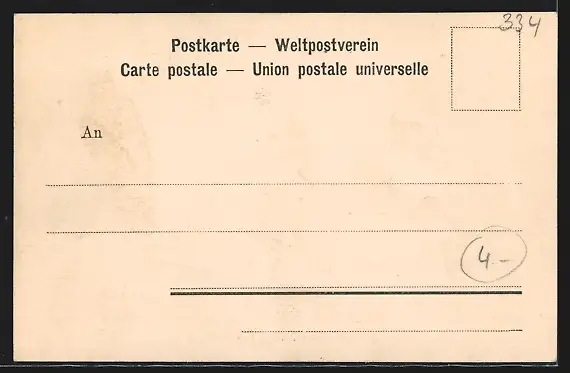 334
Postkarte — Weltpostverein
Carte postale — Union postale universelle
An
4.-